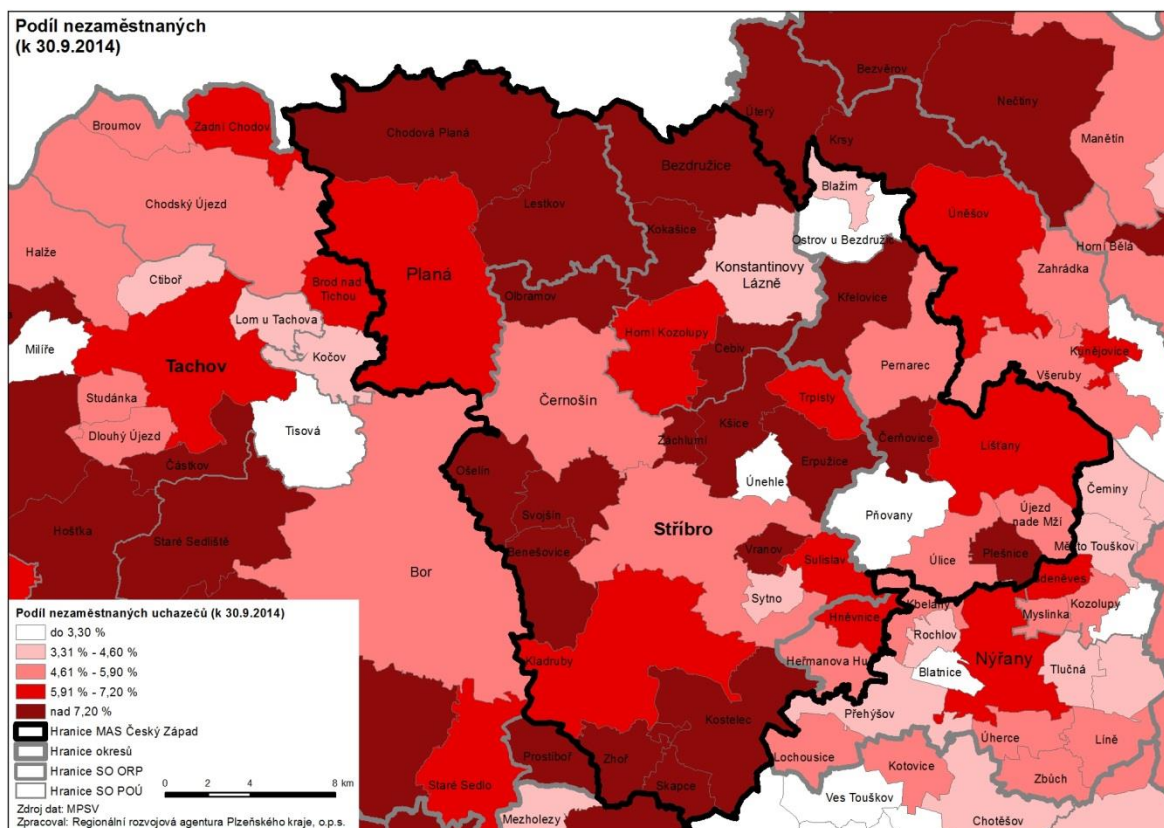 Podíl nezaměstnaných
(k 30.9.2014)
Bezvěrov
Nečtiny
Broumov
Zadní Chodov
Chodová Planá
Úterý
Krsy
Manětín
Bezdružice
Blažim
Chodský Újezd
Lestkov
Kokašice
Úněšov
Halže
Ostrov u Bezdružic
Horní Bělá
Ctiboř
Planá
Konstantinovy
Lázně
Zahrádka
Brod nad
Tichou
Olbramov
Křelovice
Lom u Tachova
Horní Kozolupy
Milíře
Kočov
Cebiv
Kunějovice
Tachov
Pernarec
Všeruby
Studánka
Černošín
Trpísty
Tisová
Kšice
Dlouhý Újezd
Záchlumí
Čerňovice
Líšťany
Částkov
Ošelín
Erpužice
Únehle
Čeminy
Hošťka
Svojšín
Pňovany
Újezd
nade Mží
Staré Sedliště
Stříbro
Benešovice
Vranov
Plešnice
Město Touškov
Bor
Sulislav
Úlice
Sytno
Kozolupy
Hněvnice
Kbelany
Myslinka
Rochlov
Kladruby
Heřmanova Hu
Nýřany
Blatnice
Tlučná
Kostelec
Přehýšov
Prostiboř
Zhoř
Úherce
Líně
Staré Sedlo
Lochousice
Kotovice
Zbůch
Skapce
Ves Touškov
Mezholezy
Chotěšov
Podíl nezaměstnaných uchazečů (k 30.9.2014)
do 3,30 %
3,31 % - 4,60 %
4,61 % - 5,90 %
5,91 % - 7,20 %
nad 7,20 %
Hranice MAS Český Západ
Hranice okresů
Hranice SO ORP
Hranice SO POÚ
0 2 4 8 km
Zdroj dat: MPSV
Zpracoval: Regionální rozvojová agentura Plzeňského kraje, o.p.s.